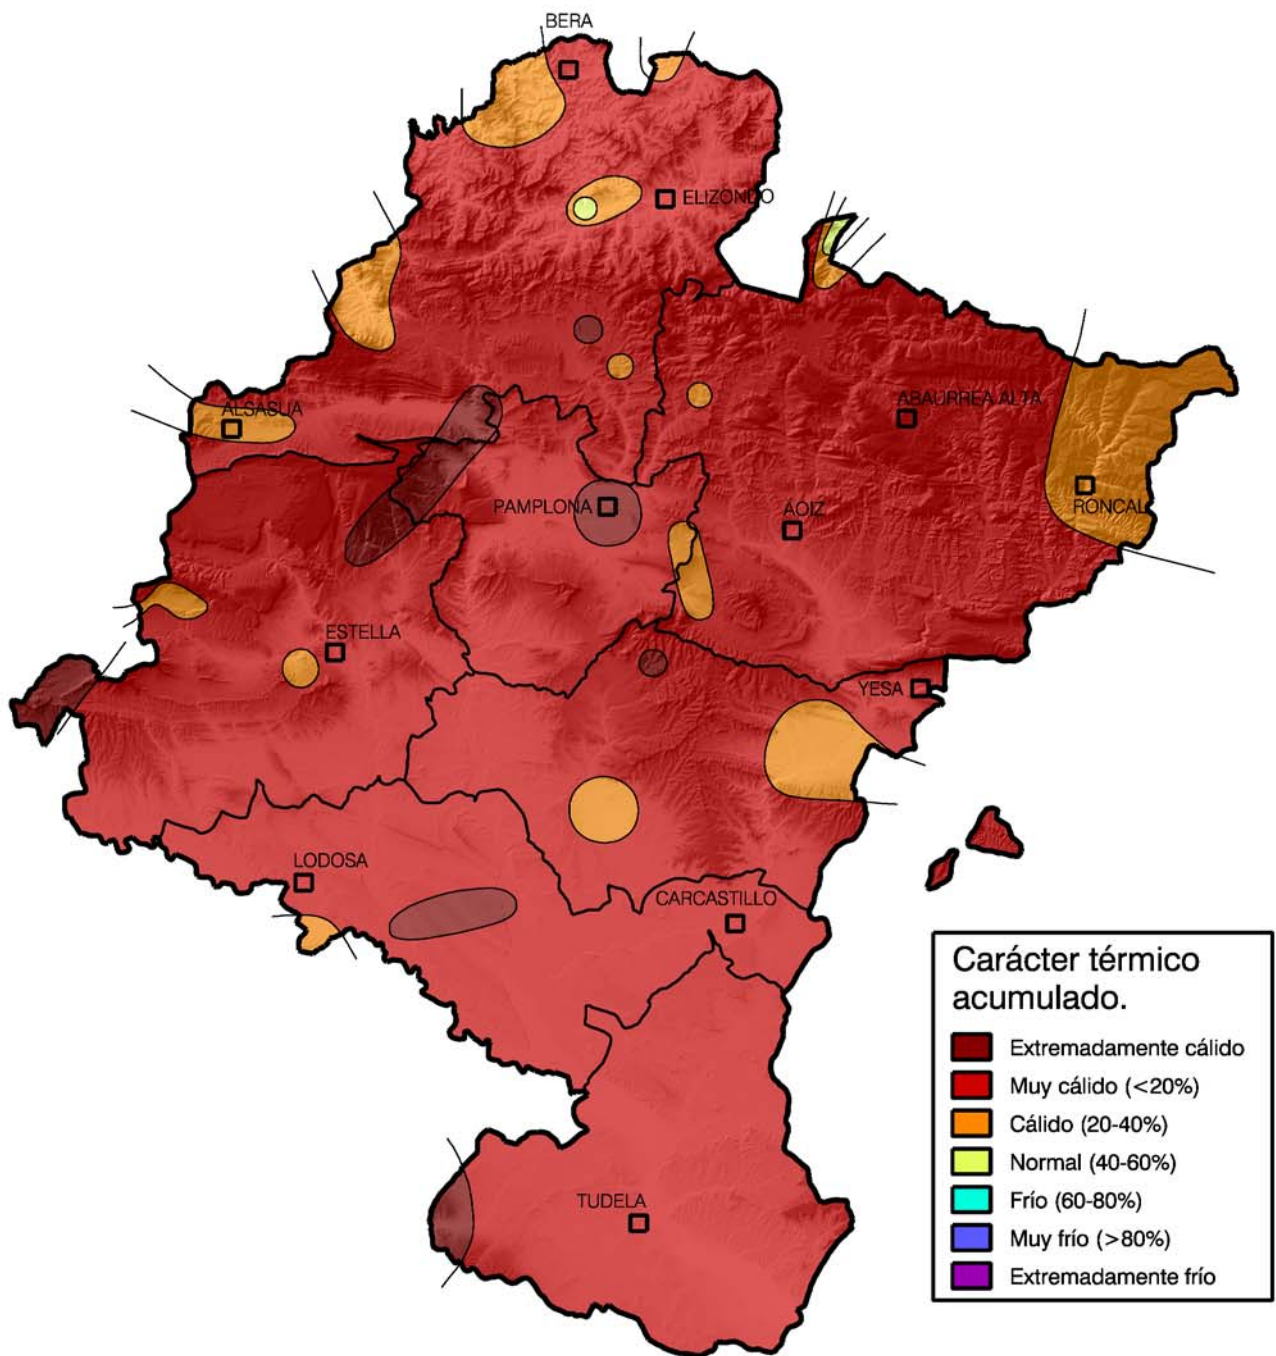 BERA
ELIZONDO
ALSASUA
ABAURREA ALTA
PAMPLONA
AOIZ
RONCAL
ESTELLA
YESA
LODOSA
CARCASTILLO
TUDELA
Carácter térmico
acumulado.
Extremadamente cálido
Muy cálido (<20%)
Cálido (20-40%)
Normal (40-60%)
Frío (60-80%)
Muy frío (>80%)
Extremadamente frío